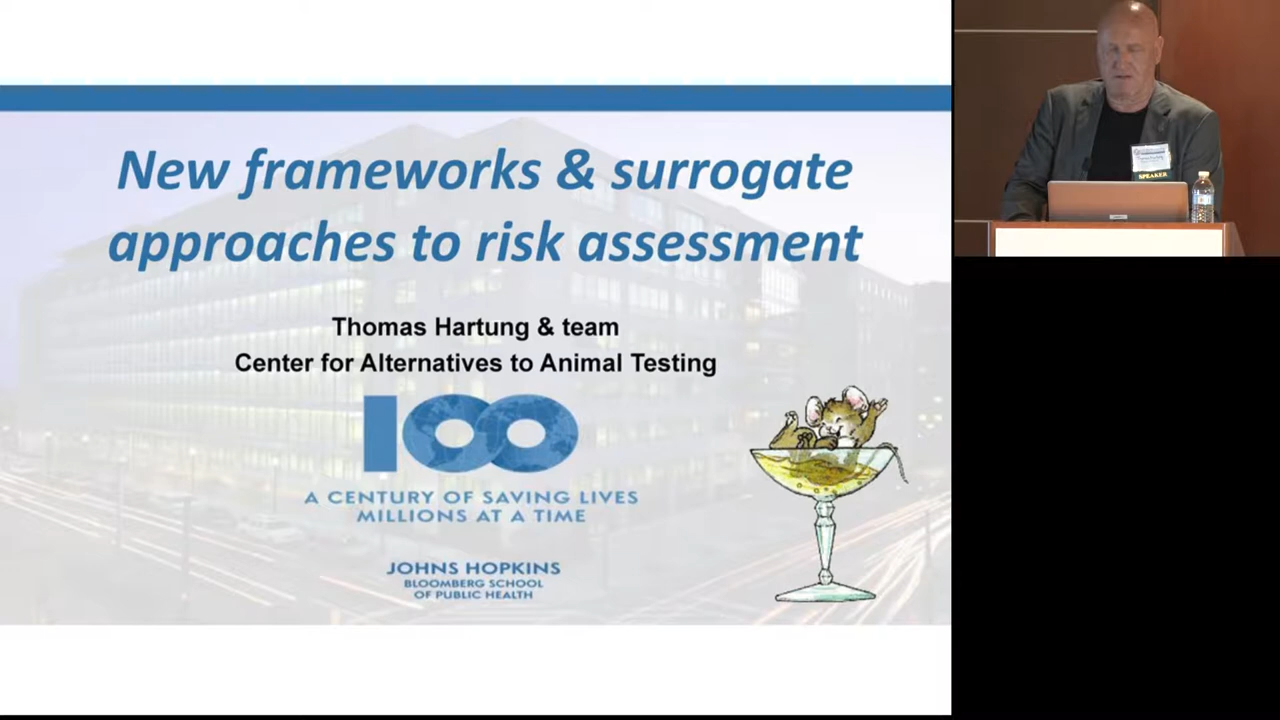 New frameworks & surrogate
approaches to risk assessment
Thomas Hartung & team
Center for Alternatives to Animal Testing
100
A CENTURY OF SAVING LIVES
MILLIONS AT A TIME
JOHNS HOPKINS
BLOOMBERG SCHOOL
OF PUBLIC HEALTH
SPEAKER